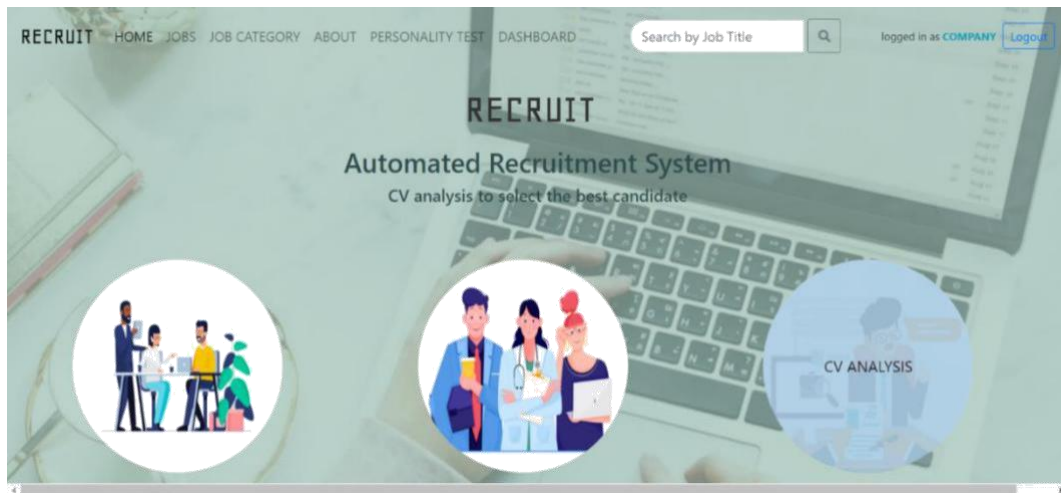 RECRUIT HOME JOBS JOB CATEGORY ABOUT PERSONALITY TEST DASHBOARD Search by Job Title logged in as COMPANY Logout
RECRUIT
Automated Recruitment System
CV analysis to select the best candidate
CV ANALYSIS